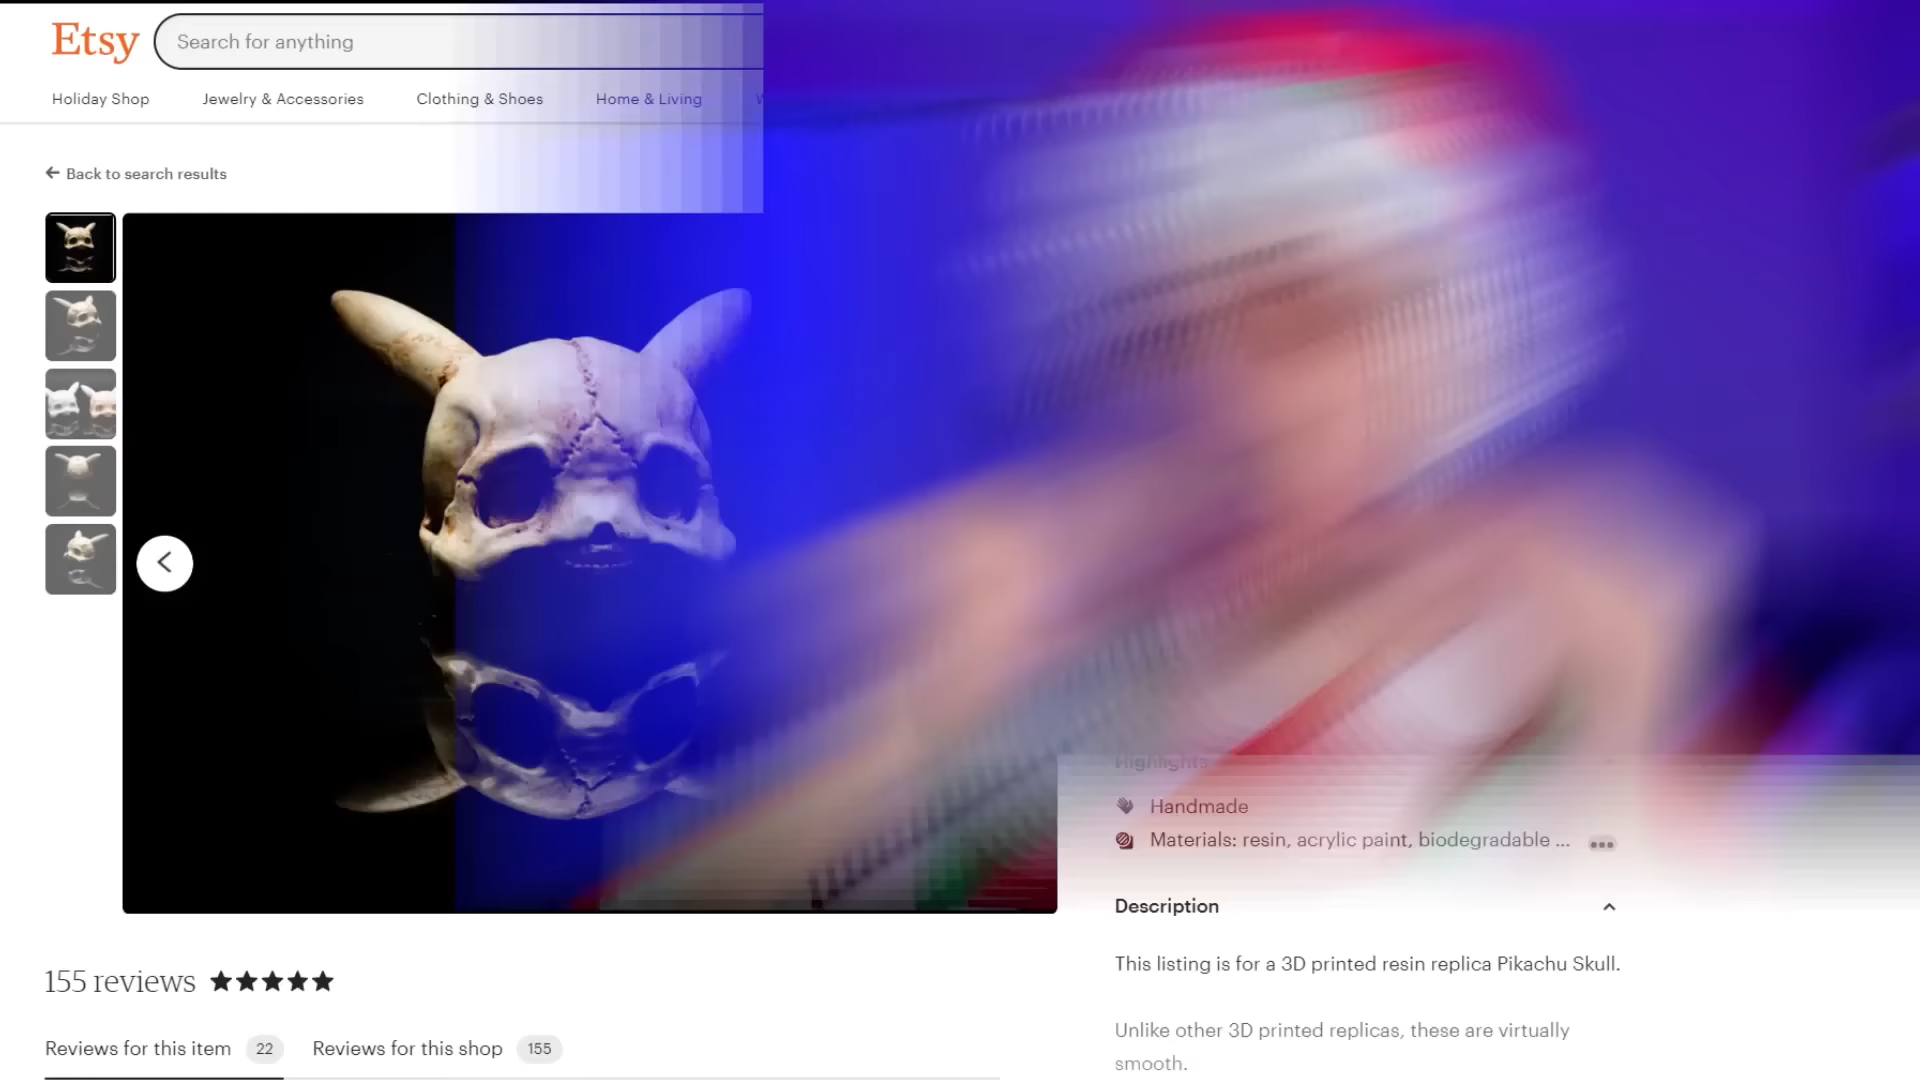 Etsy
Search for anything
Holiday Shop
Jewelry & Accessories
Clothing & Shoes
Home & Living
Back to search results
Highlights
Handmade
Materials: resin, acrylic paint, biodegradable ...
Description
This listing is for a 3D printed resin replica Pikachu Skull.
Unlike other 3D printed replicas, these are virtually
smooth.
155 reviews
Reviews for this item 22
Reviews for this shop 155